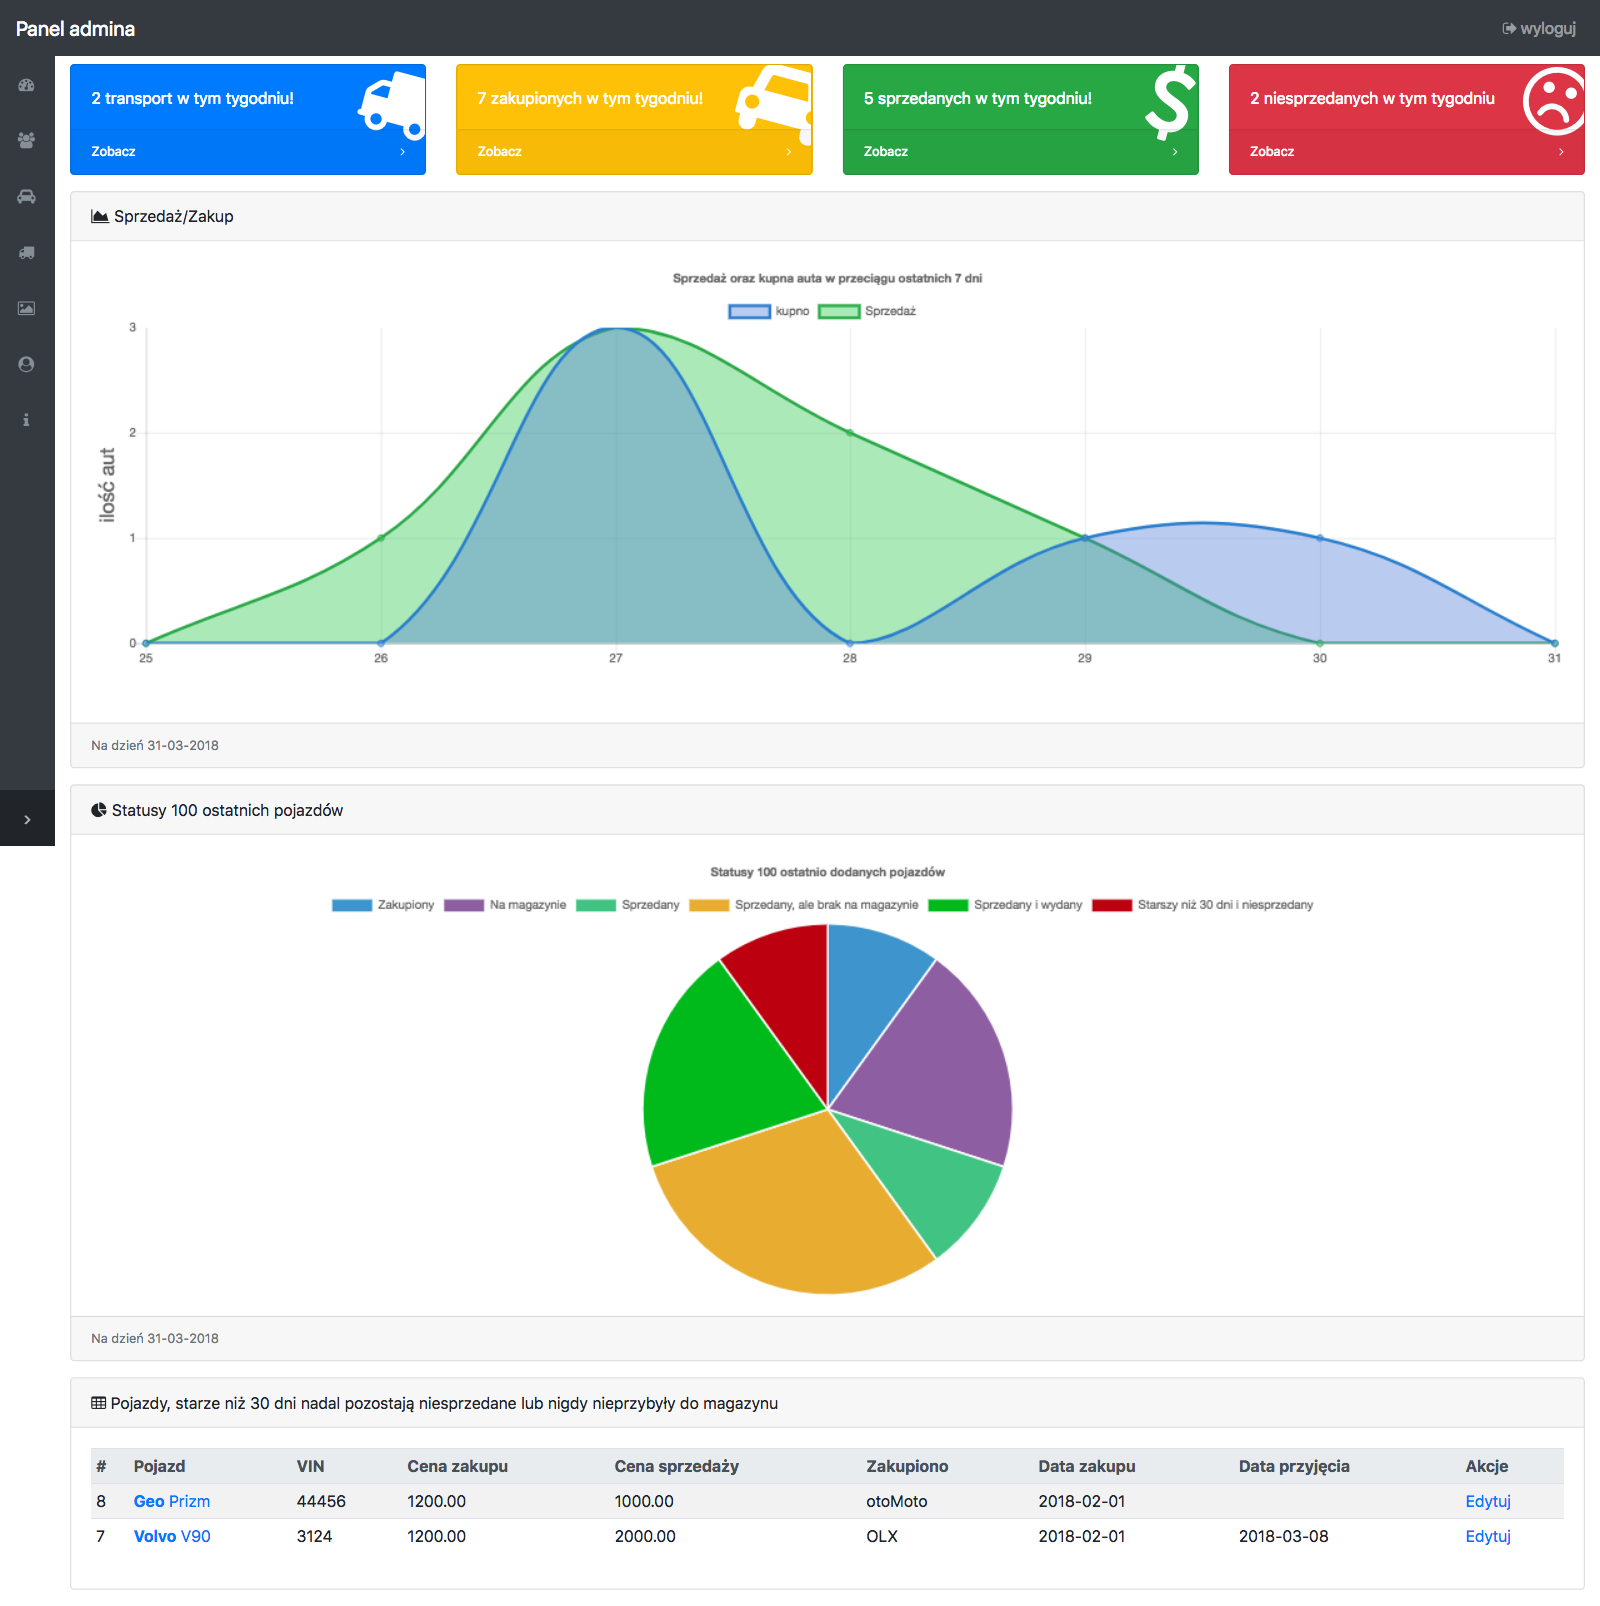 Panel admina
wyloguj
2 transport w tym tygodniu!
Zobacz
7 zakupionych w tym tygodniu!
Zobacz
5 sprzedanych w tym tygodniu!
Zobacz
2 niesprzedanych w tym tygodniu
Zobacz
Sprzedaż/Zakup
Sprzedaż oraz kupna auta w przeciągu ostatnich 7 dni
kupno Sprzedaż
ilość aut
3
2
1
0
25 26 27 28 29 30 31
Na dzień 31-03-2018
Statusy 100 ostatnich pojazdów
Statusy 100 ostatnio dodanych pojazdów
Zakupiony Na magazynie Sprzedany Sprzedany, ale brak na magazynie Sprzedany i wydany Starszy niż 30 dni i niesprzedany
Na dzień 31-03-2018
Pojazdy, starze niż 30 dni nadal pozostają niesprzedane lub nigdy nieprzybyły do magazynu
# Pojazd VIN Cena zakupu Cena sprzedaży Zakupiono Data zakupu Data przyjęcia Akcje
8 Geo Prizm 44456 1200.00 1000.00 otoMoto 2018-02-01 Edytuj
7 Volvo V90 3124 1200.00 2000.00 OLX 2018-02-01 2018-03-08 Edytuj